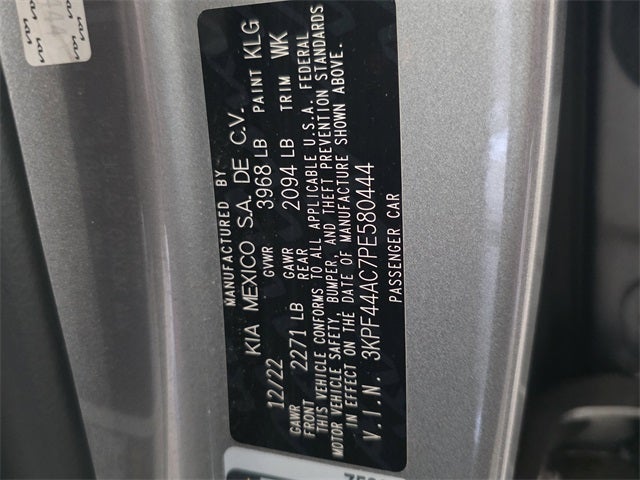 MANUFACTURED BY
KIA MEXICO S.A. DE C.V.
12/22 GVWR 3968 LB PAINT KLG
GAWR FRONT 2271 LB GAWR REAR 2094 LB TRIM WK
THIS VEHICLE CONFORMS TO ALL APPLICABLE U.S.A. FEDERAL
MOTOR VEHICLE SAFETY, BUMPER, AND THEFT PREVENTION STANDARDS
IN EFFECT ON THE DATE OF MANUFACTURE SHOWN ABOVE.
V.I.N. 3KPF44AC7PE580444
PASSENGER CAR